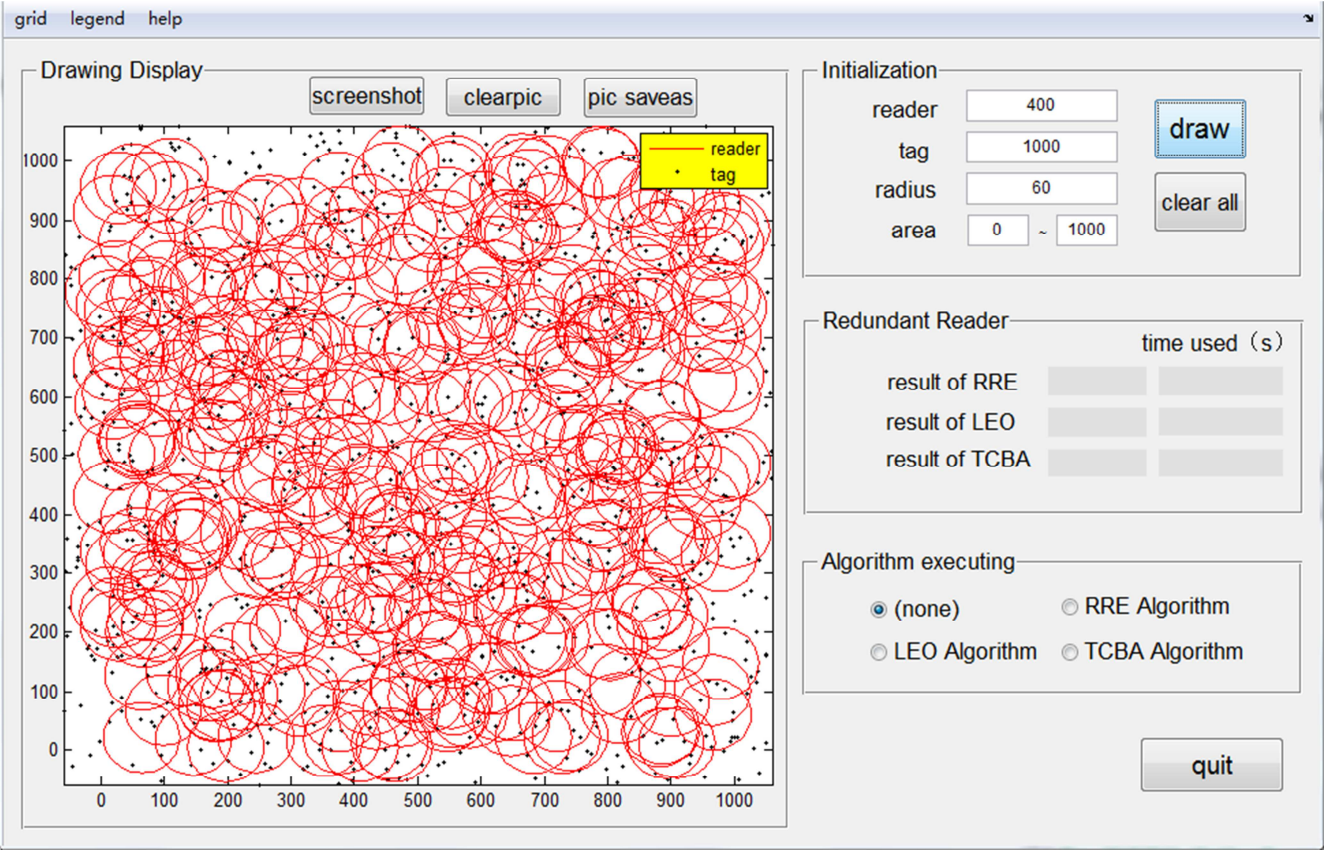 grid legend help
Drawing Display
screenshot clearpic pic saveas
reader
tag
1000
900
800
700
600
500
400
300
200
100
0
0 100 200 300 400 500 600 700 800 900 1000
Initialization
reader 400
tag 1000
radius 60
area 0 ~ 1000
draw
clear all
Redundant Reader
time used（s）
result of RRE
result of LEO
result of TCBA
Algorithm executing
(none) RRE Algorithm
LEO Algorithm TCBA Algorithm
quit